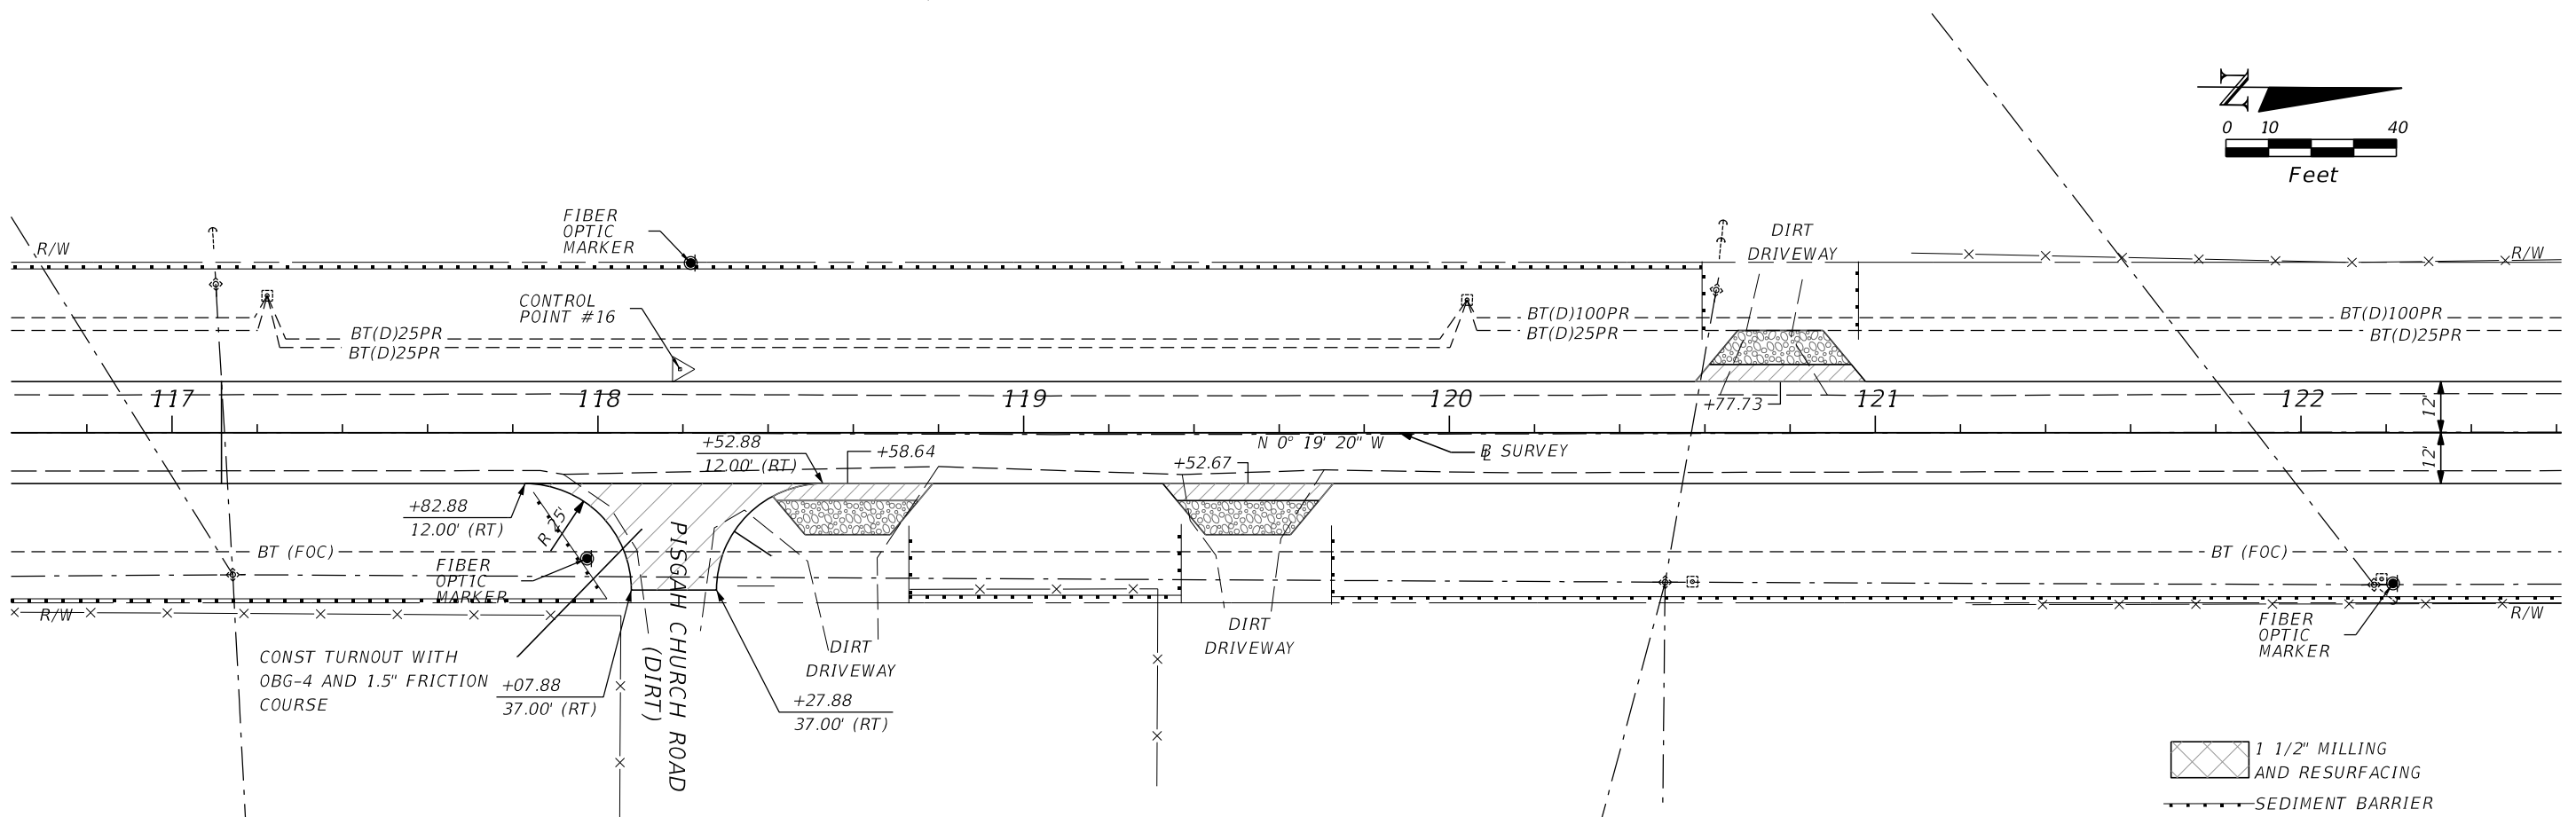 N
0 10 40
Feet
FIBER
OPTIC
MARKER
DIRT
DRIVEWAY
R/W
R/W
CONTROL
POINT #16
BT(D)25PR
BT(D)25PR
BT(D)100PR
BT(D)25PR
BT(D)100PR
BT(D)25PR
117 118 119 120 121 122
+77.73
12'
12'
+52.88
12.00' (RT)
+58.64
N 0° 19' 20" W
BL SURVEY
+52.67
+82.88
12.00' (RT)
R 25'
BT (FOC)
BT (FOC)
FIBER
OPTIC
MARKER
R/W
R/W
PISGAH CHURCH ROAD
(DIRT)
DIRT
DRIVEWAY
DIRT
DRIVEWAY
FIBER
OPTIC
MARKER
CONST TURNOUT WITH
OBG-4 AND 1.5" FRICTION
COURSE
+07.88
37.00' (RT)
+27.88
37.00' (RT)
1 1/2" MILLING
AND RESURFACING
SEDIMENT BARRIER